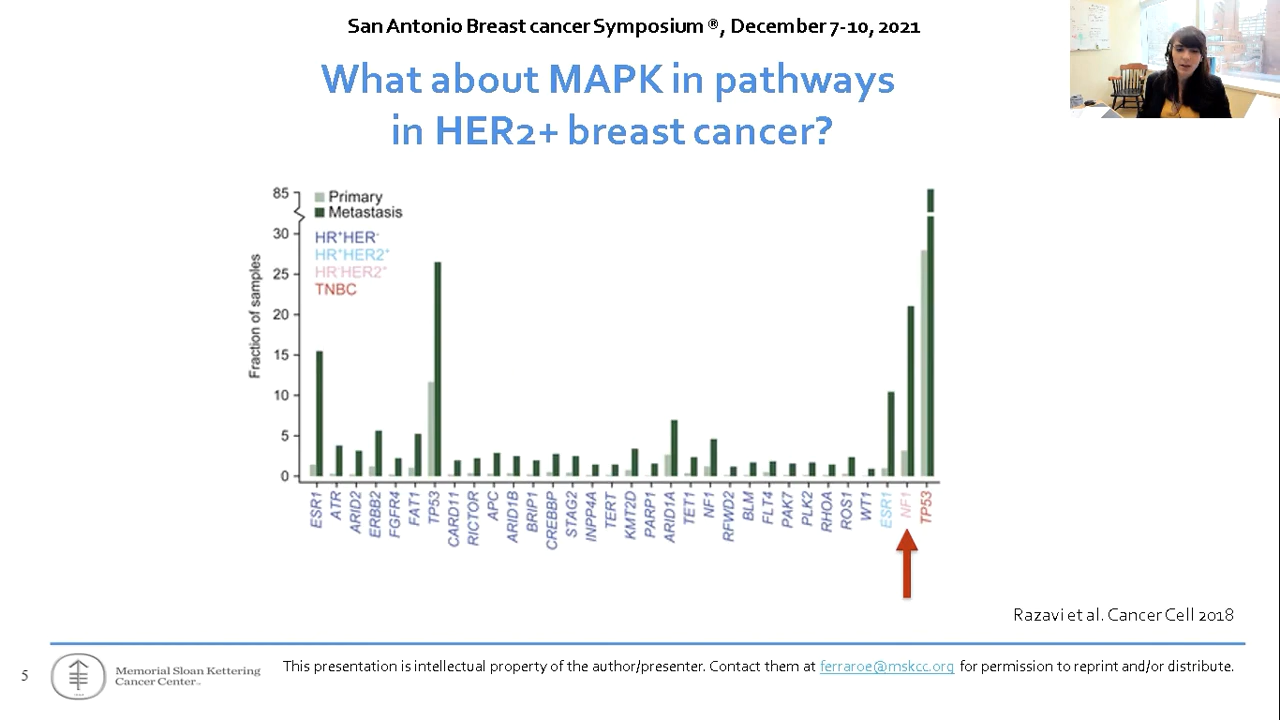 San Antonio Breast cancer Symposium ®, December 7-10, 2021
What about MAPK in pathways
in HER2+ breast cancer?
85
30
25
20
15
10
5
0
Fraction of samples
Primary
Metastasis
HR⁺HER⁻
HR⁺HER2⁺
HR⁻HER2⁺
TNBC
ESR1
ATR
ARID2
ERBB2
FGFR4
FAT1
TP53
CARD11
RICTOR
APC
ARID1B
BRIP1
CREBBP
STAG2
INPP4A
TERT
KMT2D
PARP1
ARID1A
TET1
NF1
RFWD2
BLM
FLT4
PAK7
PLK2
RHOA
ROS1
WT1
ESR1
NF1
TP53
Razavi et al. Cancer Cell 2018
5
Memorial Sloan Kettering
Cancer Center
This presentation is intellectual property of the author/presenter. Contact them at ferraroe@mskcc.org for permission to reprint and/or distribute.